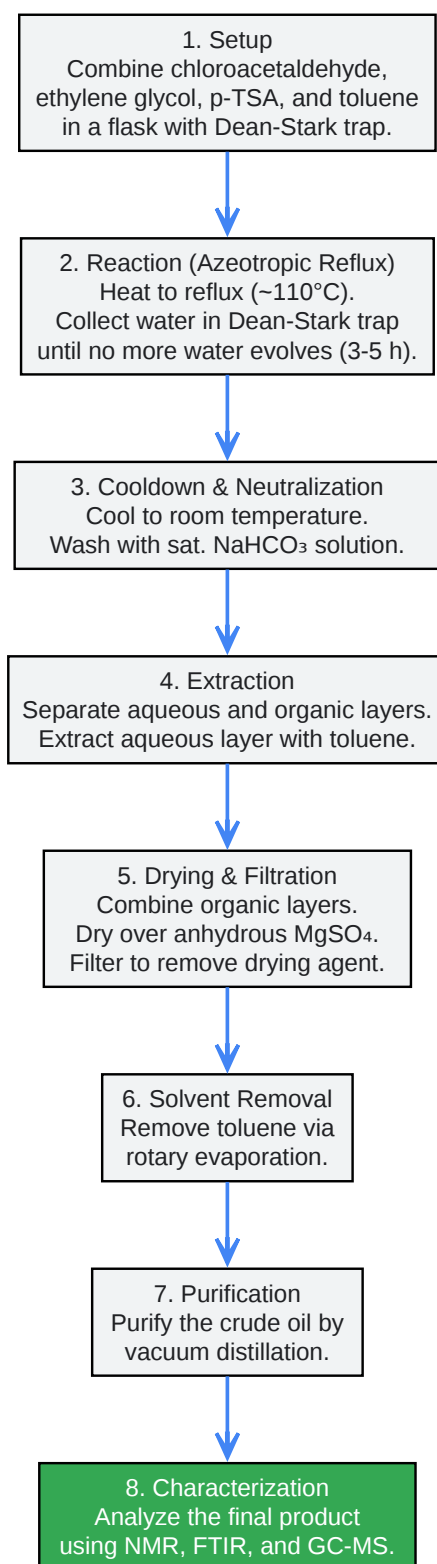 1. Setup
Combine chloroacetaldehyde,
ethylene glycol, p-TSA, and toluene
in a flask with Dean-Stark trap.
2. Reaction (Azeotropic Reflux)
Heat to reflux (~110°C).
Collect water in Dean-Stark trap
until no more water evolves (3-5 h).
3. Cooldown & Neutralization
Cool to room temperature.
Wash with sat. NaHCO₃ solution.
4. Extraction
Separate aqueous and organic layers.
Extract aqueous layer with toluene.
5. Drying & Filtration
Combine organic layers.
Dry over anhydrous MgSO₄.
Filter to remove drying agent.
6. Solvent Removal
Remove toluene via
rotary evaporation.
7. Purification
Purify the crude oil by
vacuum distillation.
8. Characterization
Analyze the final product
using NMR, FTIR, and GC-MS.